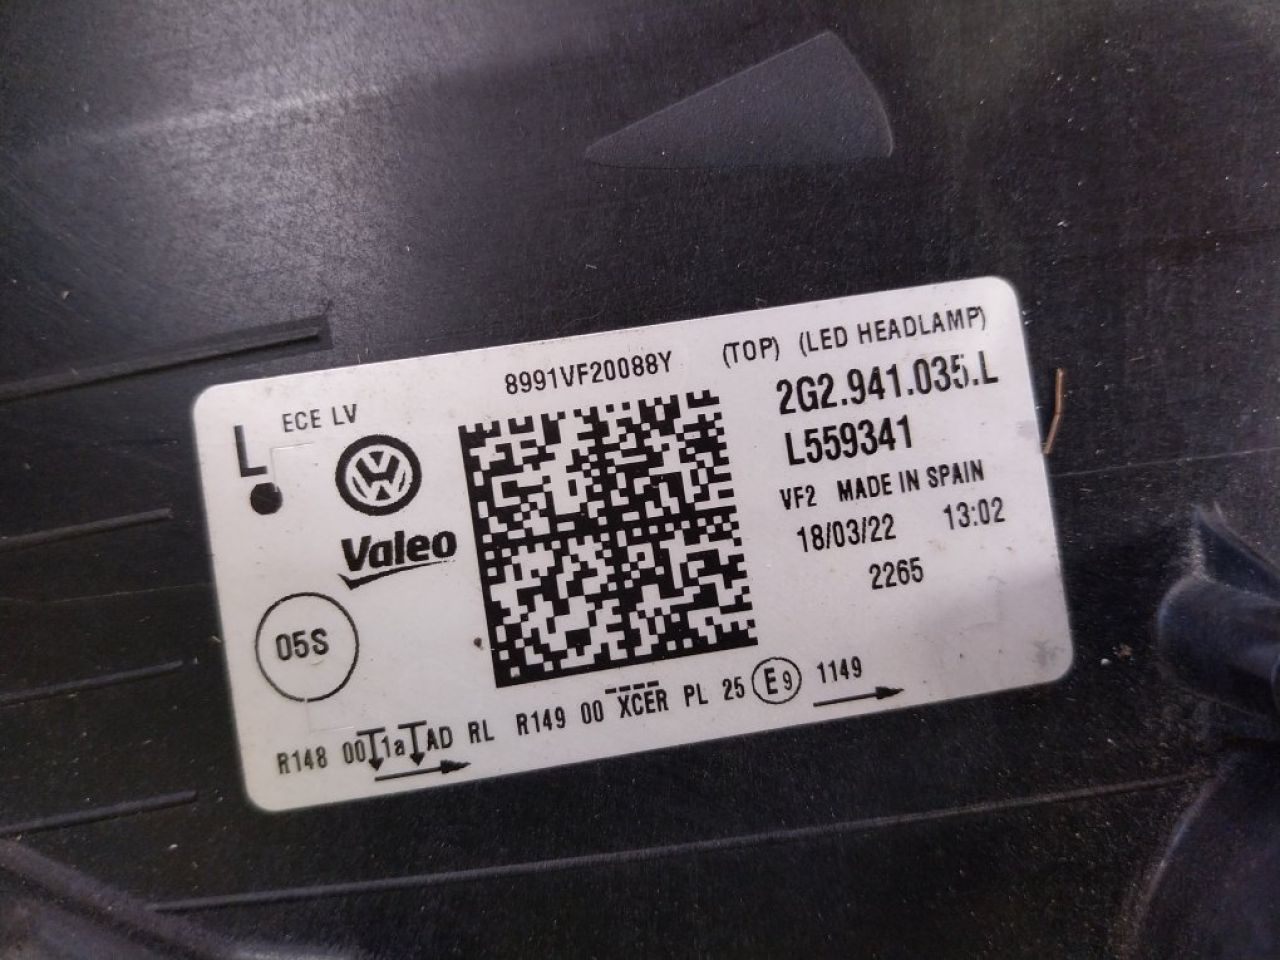 8991VF20088Y
(TOP) (LED HEADLAMP)
L
ECE LV
Valeo
2G2.941.035.L
L559341
VF2 MADE IN SPAIN
18/03/22 13:02
2265
05S
R148 00 1a AD RL R149 00 XCER PL 25 E9 1149